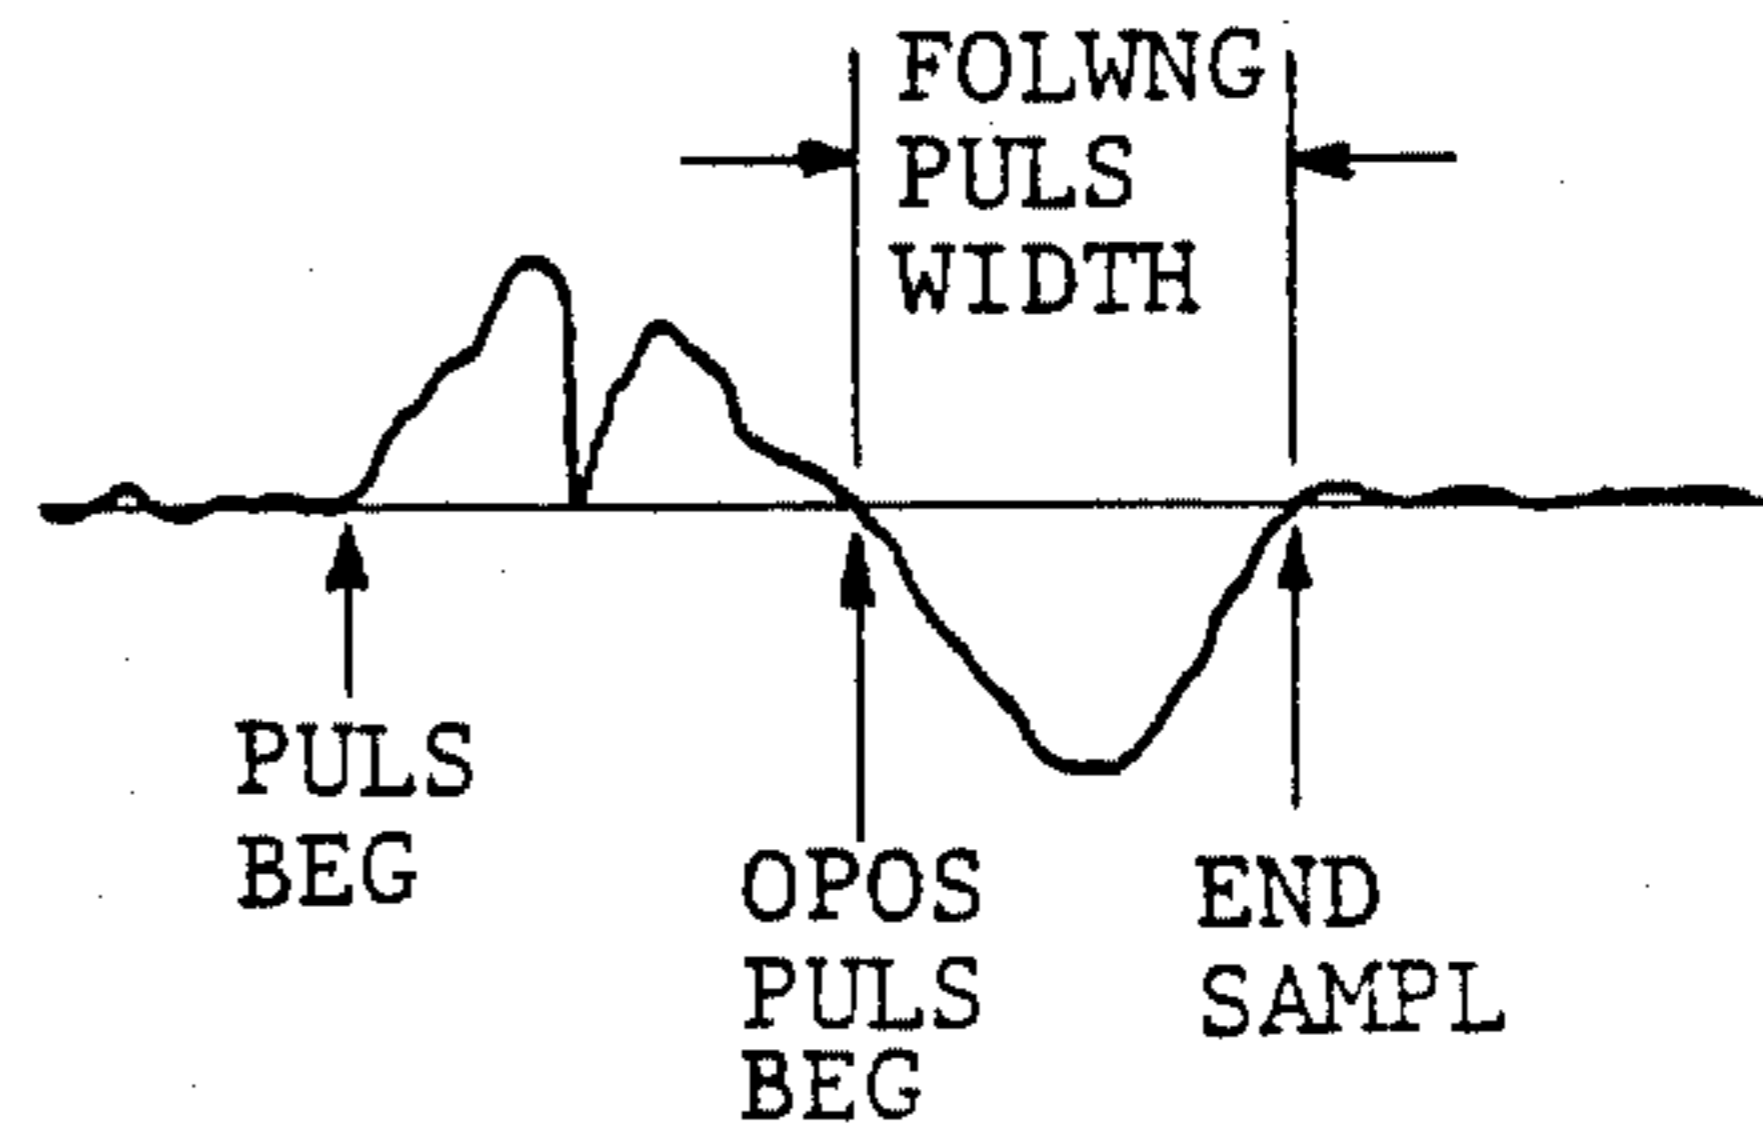 FOLWNG
PULS
WIDTH
PULS
BEG
OPOS
PULS
BEG
END
SAMPL